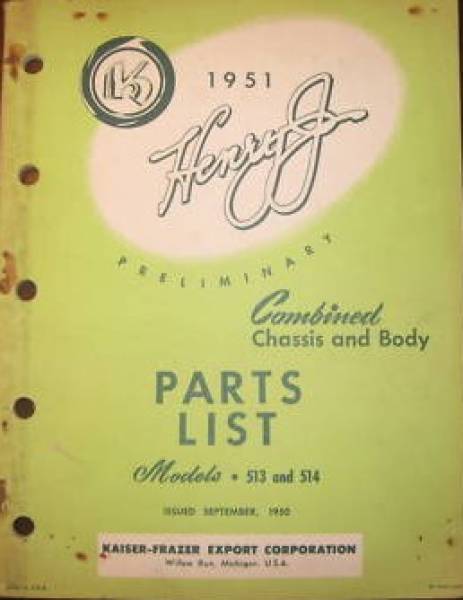 K
1951
Henry J
PRELIMINARY
Combined
Chassis and Body
PARTS
LIST
Models • 513 and 514
ISSUED SEPTEMBER, 1950
KAISER-FRAZER EXPORT CORPORATION
Willow Run, Michigan, U.S.A.